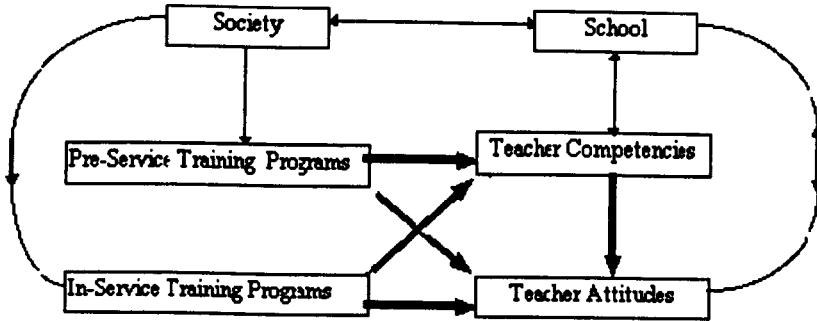 Society
School
Pre-Service Training Programs
Teacher Competencies
In-Service Training Programs
Teacher Attitudes